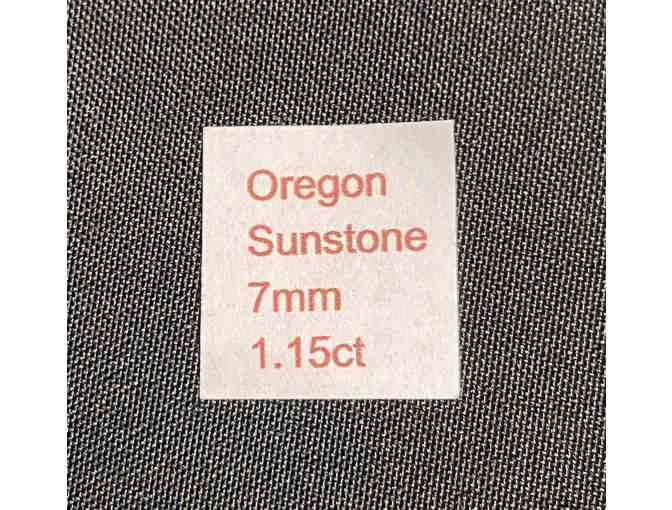 Oregon
Sunstone
7mm
1.15ct